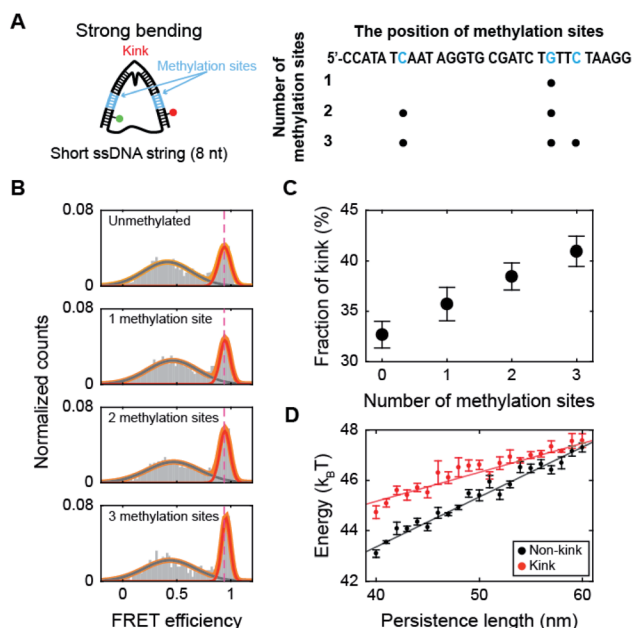 A
Strong bending
Kink
Methylation sites
Short ssDNA string (8 nt)
The position of methylation sites
5'-CCATA TCAAT AGGTG CGATC TGTTC TAAGG
Number of
methylation sites
1
2
3
B
0.08
Unmethylated
0
0.08
1 methylation site
0
0.08
2 methylation sites
0
0.08
3 methylation sites
0
Normalized counts
0 0.5 1
FRET efficiency
C
Fraction of kink (%)
45
40
35
30
0 1 2 3
Number of methylation sites
D
Energy (kBT)
48
46
44
42
Non-kink
Kink
40 50 60
Persistence length (nm)